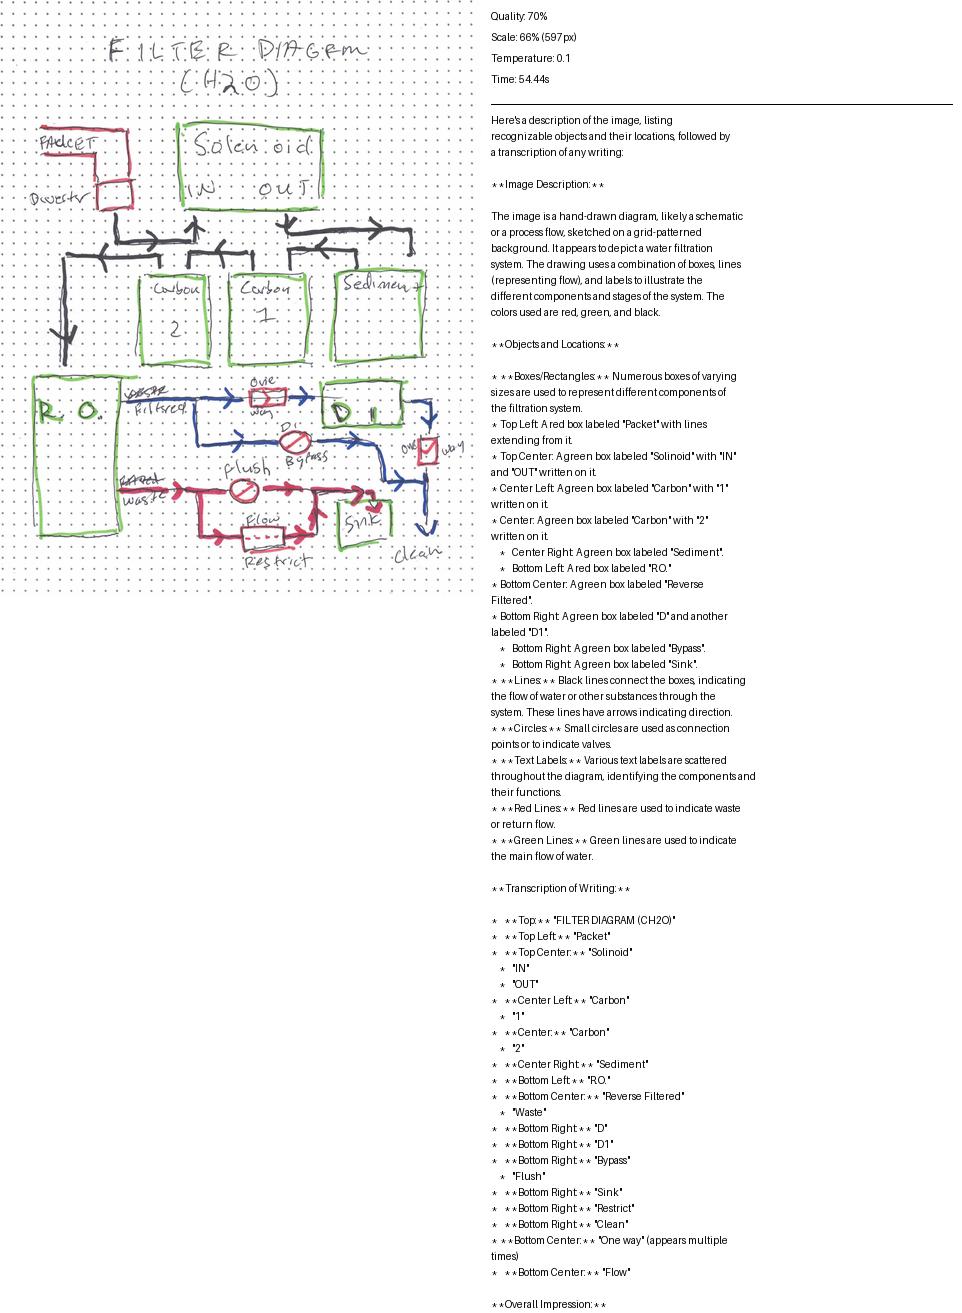 FILTER DIAGRM
(H2O)
FAUCET
Solenoid
IN OUT
Diverter
Carbon
2
Carbon
1
Sediment
R.O.
Filtered
One
way
DI
DI
Bypass
One way
Flush
Waste
Flow
Restrict
Sink
Clean
Quality: 70%
Scale: 66% (597px)
Temperature: 0.1
Time: 54.44s
Here's a description of the image, listing
recognizable objects and their locations, followed by
a transcription of any writing:
**Image Description:**
The image is a hand-drawn diagram, likely a schematic
or a process flow, sketched on a grid-patterned
background. It appears to depict a water filtration
system. The drawing uses a combination of boxes, lines
(representing flow), and labels to illustrate the
different components and stages of the system. The
colors used are red, green, and black.
**Objects and Locations:**
* **Boxes/Rectangles:** Numerous boxes of varying
sizes are used to represent different components of
the filtration system.
* Top Left: A red box labeled "Packet" with lines
extending from it.
* Top Center: A green box labeled "Solinoid" with "IN"
and "OUT" written on it.
* Center Left: A green box labeled "Carbon" with "1"
written on it.
* Center: A green box labeled "Carbon" with "2"
written on it.
* Center Right: A green box labeled "Sediment".
* Bottom Left: A red box labeled "R.O."
* Bottom Center: A green box labeled "Reverse
Filtered".
* Bottom Right: A green box labeled "D" and another
labeled "D1".
* Bottom Right: A green box labeled "Bypass".
* Bottom Right: A green box labeled "Sink".
* **Lines:** Black lines connect the boxes, indicating
the flow of water or other substances through the
system. These lines have arrows indicating direction.
* **Circles:** Small circles are used as connection
points or to indicate valves.
* **Text Labels:** Various text labels are scattered
throughout the diagram, identifying the components and
their functions.
* **Red Lines:** Red lines are used to indicate waste
or return flow.
* **Green Lines:** Green lines are used to indicate
the main flow of water.
**Transcription of Writing:**
* **Top:** "FILTER DIAGRAM (CH2O)"
* **Top Left:** "Packet"
* **Top Center:** "Solinoid"
* "IN"
* "OUT"
* **Center Left:** "Carbon"
* "1"
* **Center:** "Carbon"
* "2"
* **Center Right:** "Sediment"
* **Bottom Left:** "R.O."
* **Bottom Center:** "Reverse Filtered"
* "Waste"
* **Bottom Right:** "D"
* **Bottom Right:** "D1"
* **Bottom Right:** "Bypass"
* "Flush"
* **Bottom Right:** "Sink"
* **Bottom Right:** "Restrict"
* **Bottom Right:** "Clean"
* **Bottom Center:** "One way" (appears multiple
times)
* **Bottom Center:** "Flow"
**Overall Impression:**